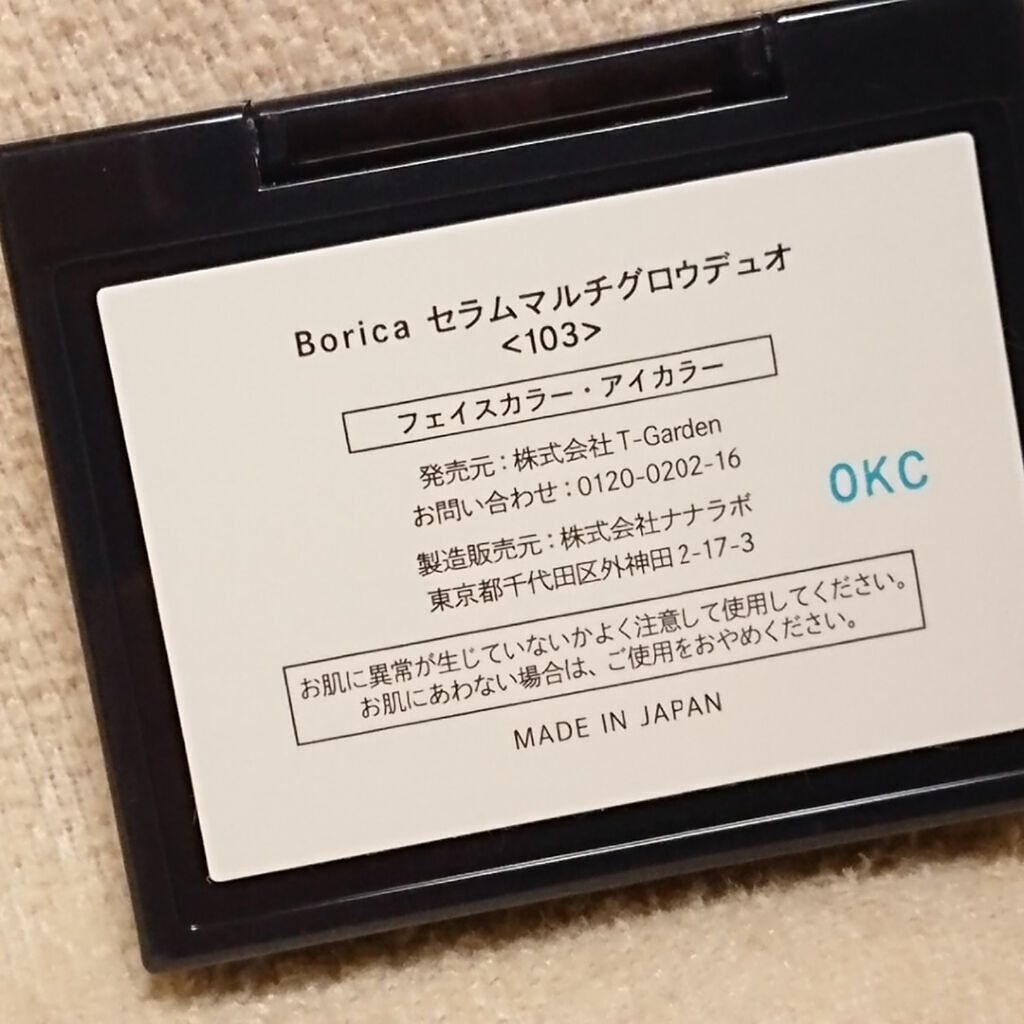 Borica セラムマルチグロウデュオ
<103>
フェイスカラー・アイカラー
発売元：株式会社T-Garden
お問い合わせ：0120-0202-16
OKC
製造販売元：株式会社ナナラボ
東京都千代田区外神田2-17-3
お肌に異常が生じていないかよく注意して使用してください。
お肌にあわない場合は、ご使用をおやめください。
MADE IN JAPAN